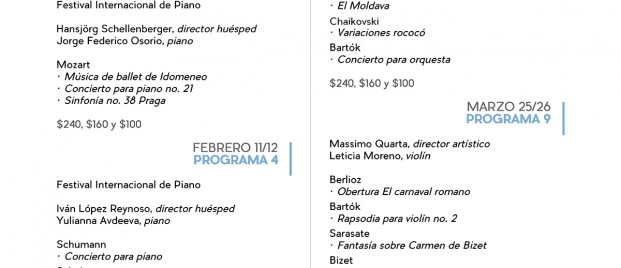 Festival Internacional de Piano
Hansjörg Schellenberger, director huésped
Jorge Federico Osorio, piano
Mozart
· Música de ballet de Idomeneo
· Concierto para piano no. 21
· Sinfonía no. 38 Praga
$240, $160 y $100
FEBRERO 11/12
PROGRAMA 4
Festival Internacional de Piano
Iván López Reynoso, director huésped
Yulianna Avdeeva, piano
Schumann
· Concierto para piano
· El Moldava
Chaikovski
· Variaciones rococó
Bartók
· Concierto para orquesta
$240, $160 y $100
MARZO 25/26
PROGRAMA 9
Massimo Quarta, director artístico
Leticia Moreno, violín
Berlioz
· Obertura El carnaval romano
Bartók
· Rapsodia para violín no. 2
Sarasate
· Fantasía sobre Carmen de Bizet
Bizet